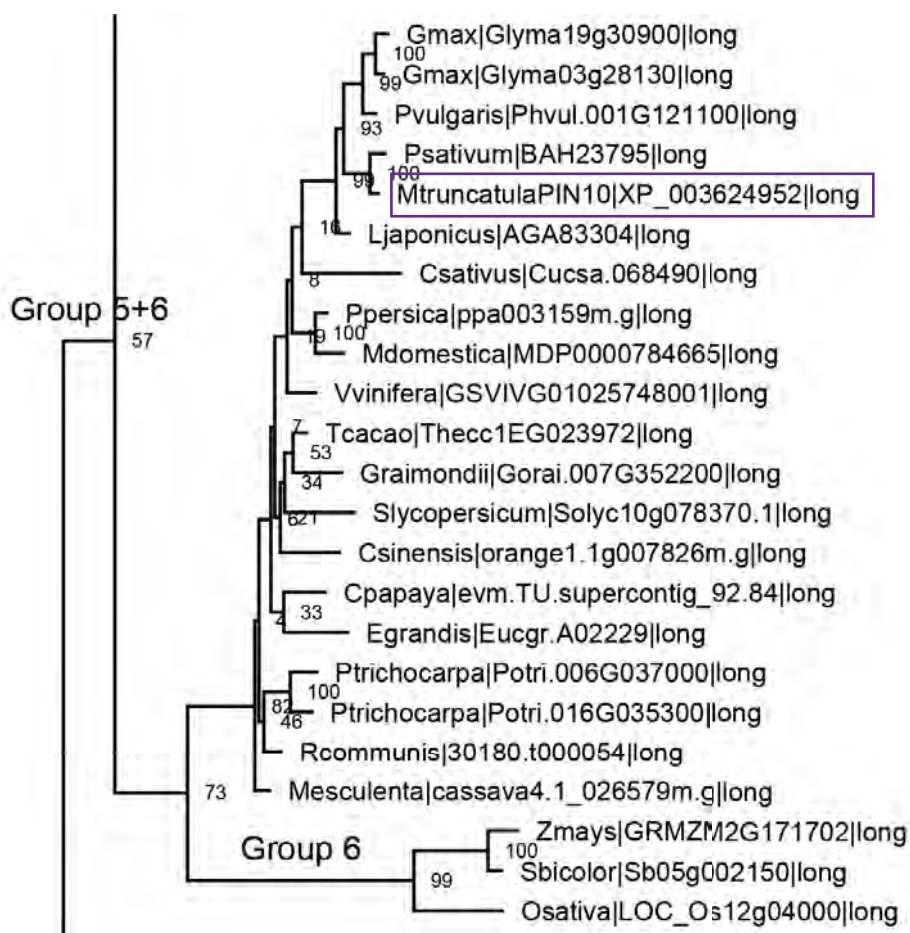 Gmax|Glyma19g30900|long
100
99
Gmax|Glyma03g28130|long
Pvulgaris|Phvul.001G121100|long
93
Psativum|BAH23795|long
100
99
MtruncatulaPIN10|XP_003624952|long
16
Ljaponicus|AGA83304|long
8
Csativus|Cucsa.068490|long
Group 5+6
57
Ppersica|ppa003159m.g|long
19
100
Mdomestica|MDP0000784665|long
Vvinifera|GSVIVG01025748001|long
7
Tcacao|Thecc1EG023972|long
53
34
Graimondii|Gorai.007G352200|long
Slycopersicum|Solyc10g078370.1|long
6
21
Csinensis|orange1.1g007826m.g|long
Cpapaya|evm.TU.supercontig_92.84|long
33
4
Egrandis|Eucgr.A02229|long
Ptrichocarpa|Potri.006G037000|long
100
82
46
Ptrichocarpa|Potri.016G035300|long
Rcommunis|30180.t000054|long
73
Mesculenta|cassava4.1_026579m.g|long
Group 6
Zmays|GRMZM2G171702|long
100
99
Sbicolor|Sb05g002150|long
Osativa|LOC_Os12g04000|long